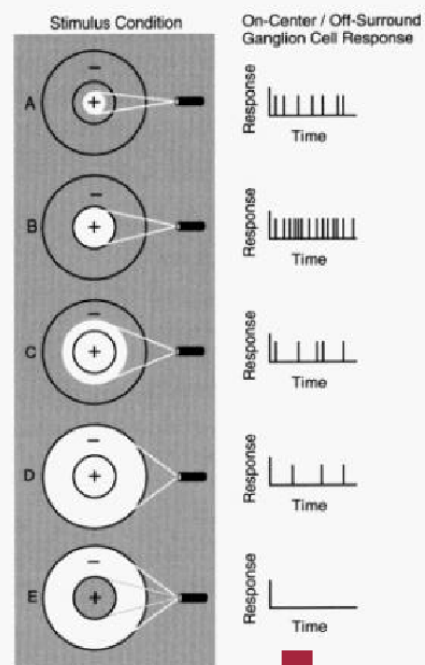 Stimulus Condition
On-Center / Off-Surround
Ganglion Cell Response
A
−
+
Response
Time
B
−
+
Response
Time
C
−
+
Response
Time
D
−
+
Response
Time
E
−
+
Response
Time